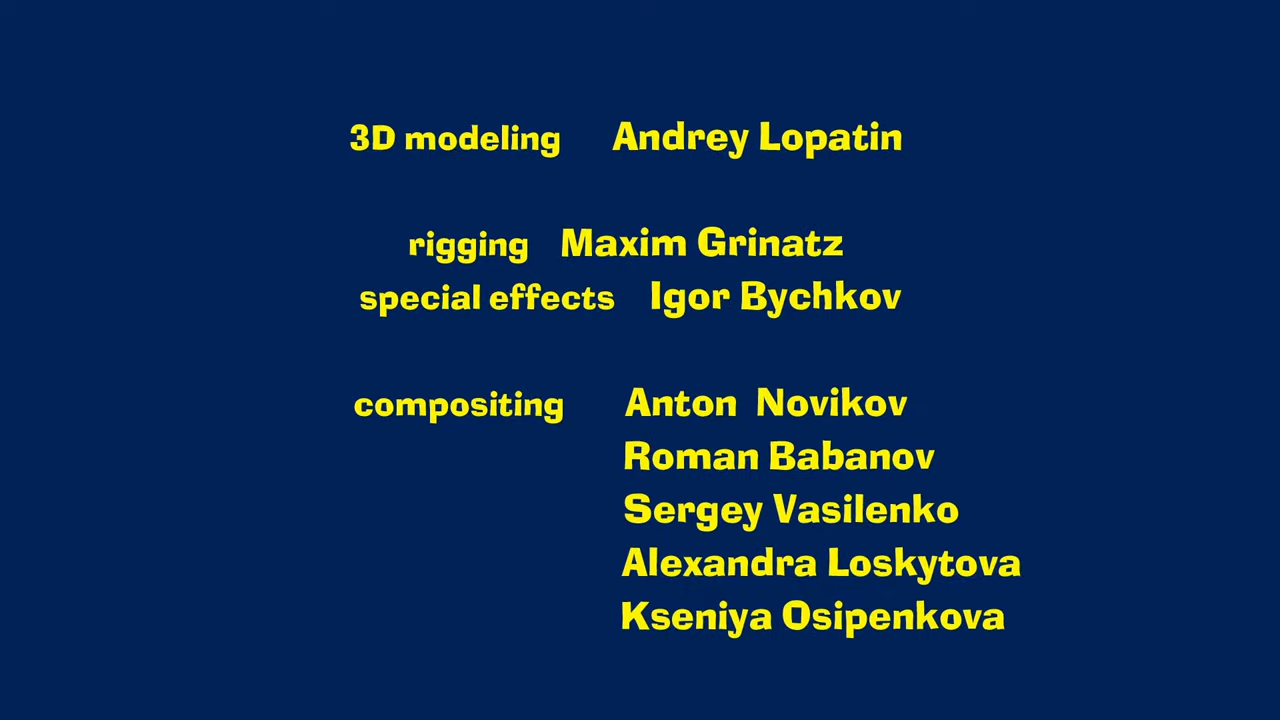 3D modeling Andrey Lopatin
rigging Maxim Grinatz
special effects Igor Bychkov
compositing Anton Novikov
Roman Babanov
Sergey Vasilenko
Alexandra Loskytova
Kseniya Osipenkova